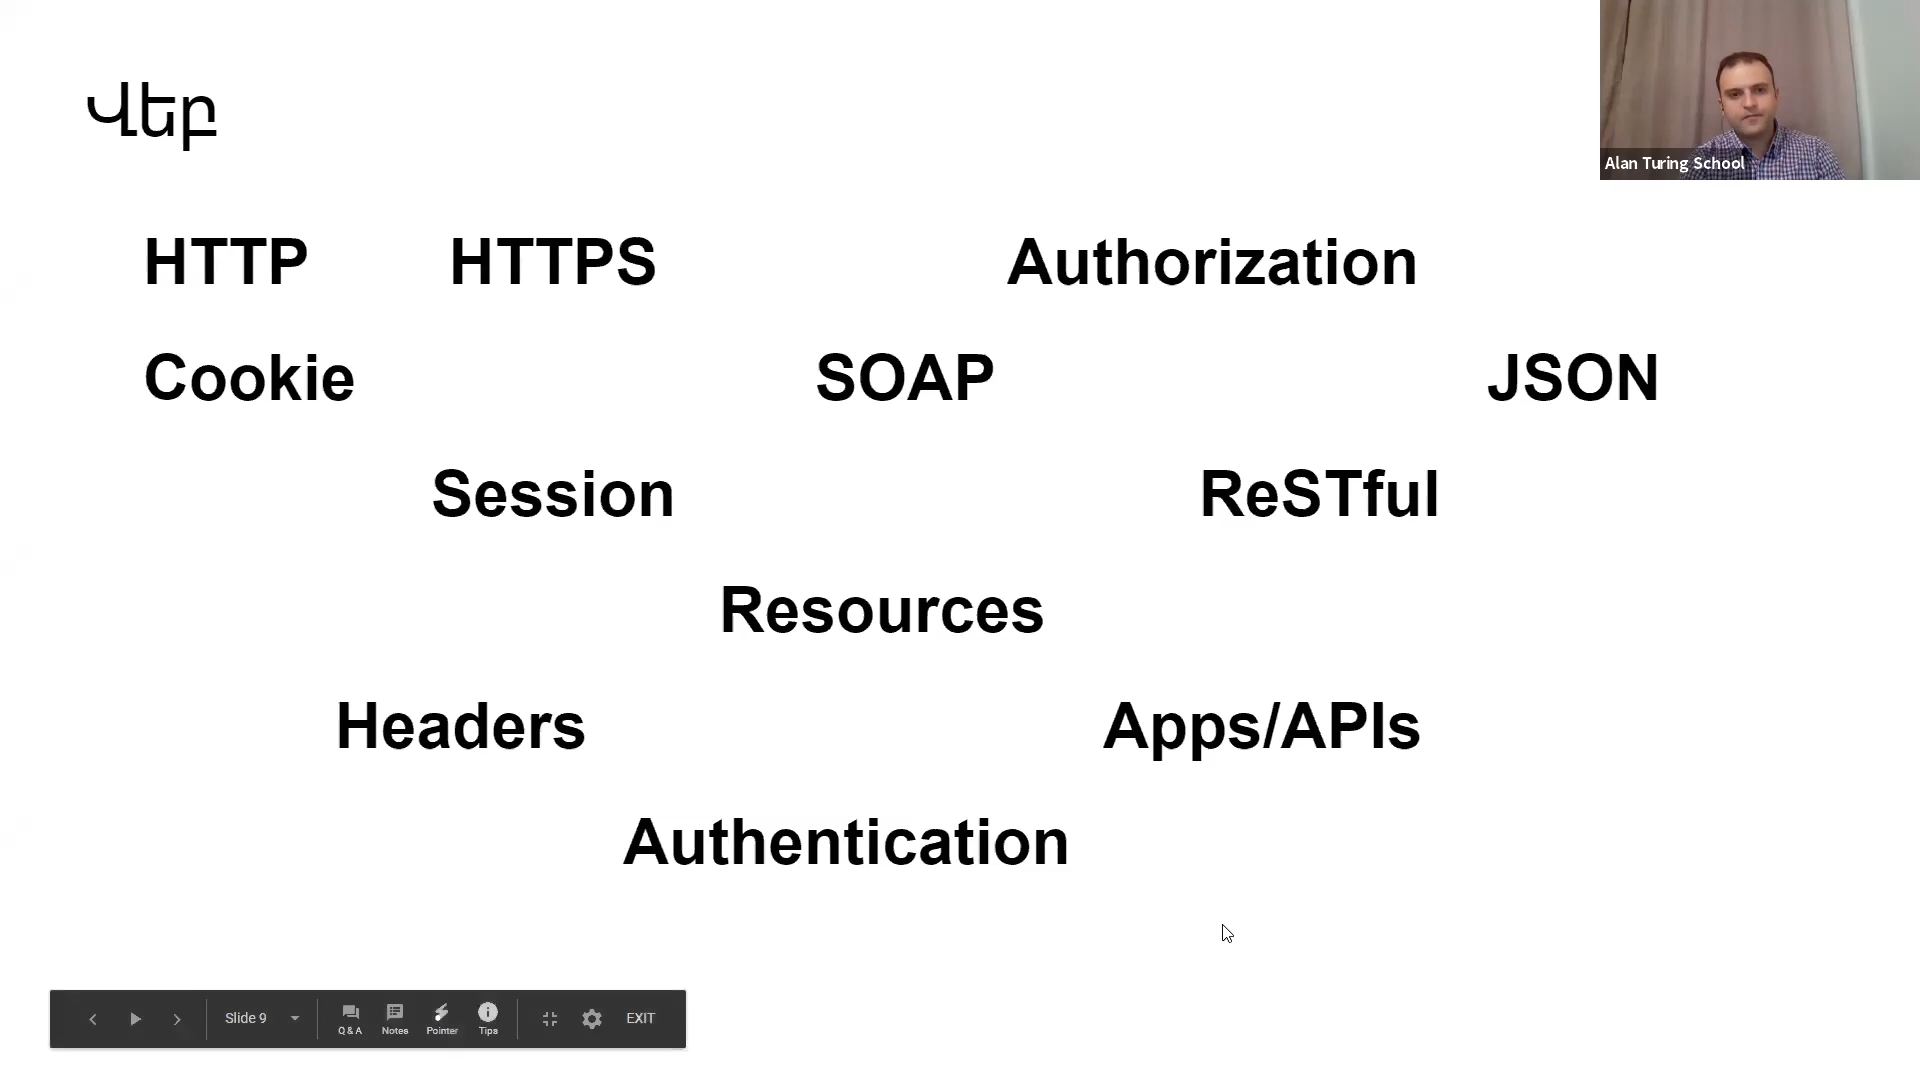 Վեբ
Alan Turing School
HTTP HTTPS Authorization
Cookie SOAP JSON
Session ReSTful
Resources
Headers Apps/APIs
Authentication
Slide 9 Q & A Notes Pointer Tips EXIT